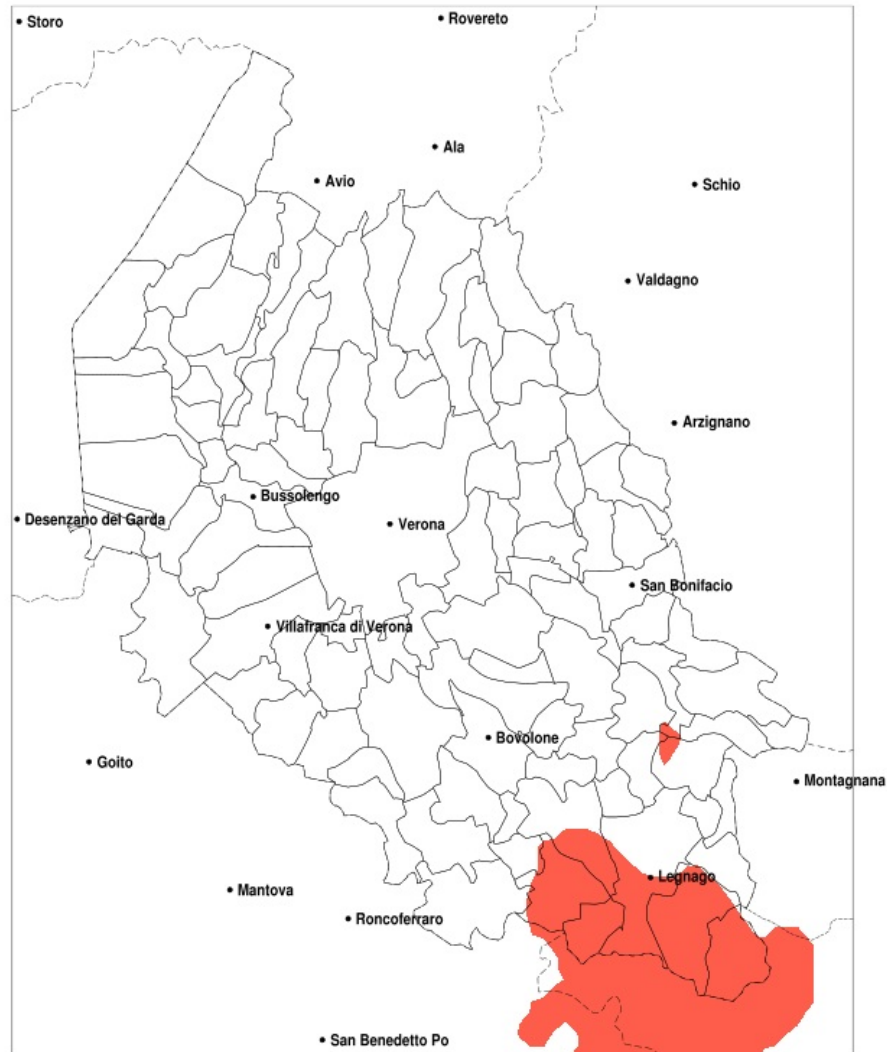 Storo
Rovereto
Ala
Avio
Schio
Valdagno
Arzignano
Bussolengo
Desenzano del Garda
Verona
San Bonifacio
Villafranca di Verona
Bovolone
Goito
Montagnana
Legnago
Mantova
Roncoferraro
San Benedetto Po